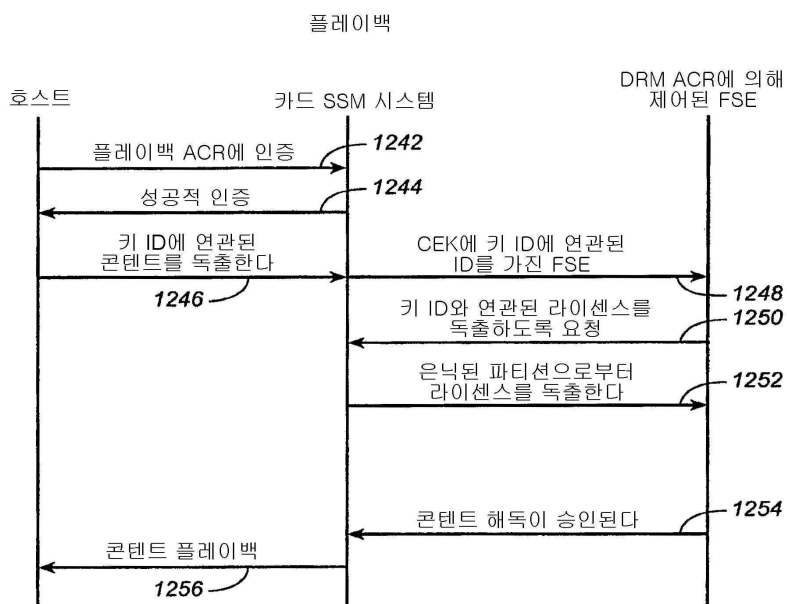 플레이백
호스트
카드 SSM 시스템
DRM ACR에 의해
제어된 FSE
플레이백 ACR에 인증
1242
성공적 인증
1244
키 ID에 연관된
콘텐트를 독출한다
1246
CEK에 키 ID에 연관된
ID를 가진 FSE
1248
키 ID와 연관된 라이센스를
독출하도록 요청
1250
은닉된 파티션으로부터
라이센스를 독출한다
1252
콘텐트 해독이 승인된다
1254
콘텐트 플레이백
1256